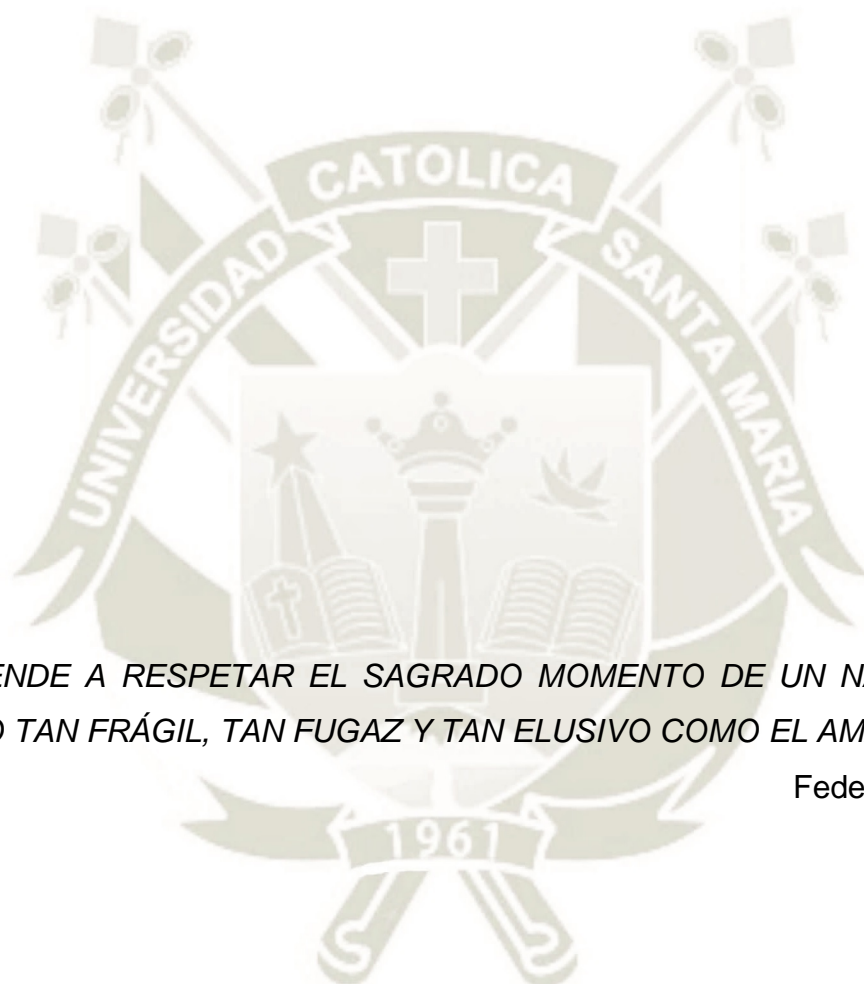 UNIVERSIDAD CATOLICA SANTA MARIA
ENDE A RESPETAR EL SAGRADO MOMENTO DE UN NA
O TAN FRÁGIL, TAN FUGAZ Y TAN ELUSIVO COMO EL AM
Fede
1961